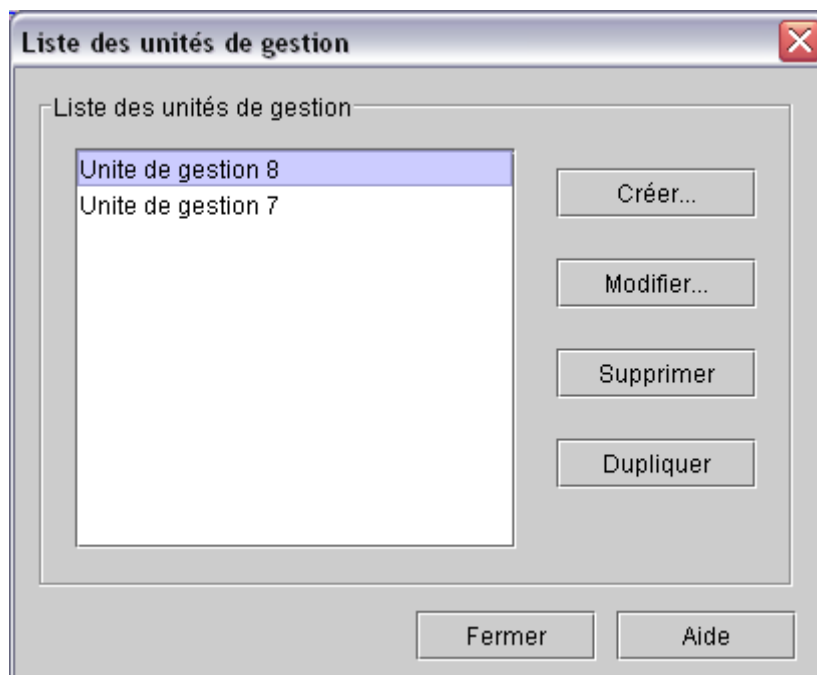 Liste des unités de gestion
Liste des unités de gestion
Unite de gestion 8
Unite de gestion 7
Créer...
Modifier...
Supprimer
Dupliquer
Fermer
Aide